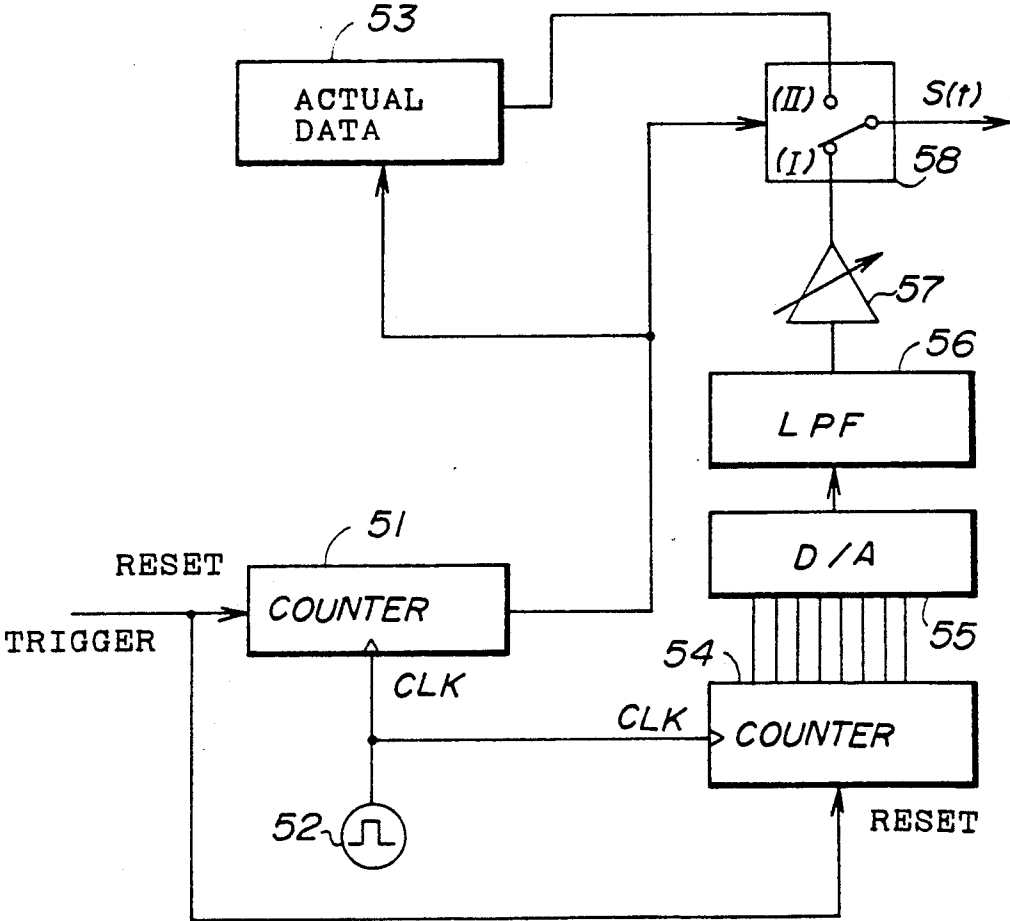 53
ACTUAL
DATA
(II)
S(t)
(I)
58
57
56
LPF
51
RESET
D/A
COUNTER
TRIGGER
55
54
CLK
CLK
COUNTER
52
RESET